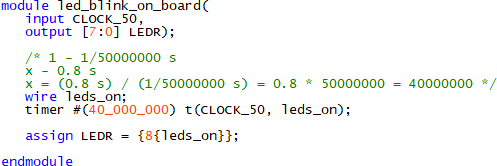 module led_blink_on_board(
input CLOCK_50,
output [7:0] LEDR);
/* 1 - 1/50000000 s
x - 0.8 s
x = (0.8 s) / (1/50000000 s) = 0.8 * 50000000 = 40000000 */
wire leds_on;
timer #(40_000_000) t(CLOCK_50, leds_on);
assign LEDR = {8{leds_on}};
endmodule